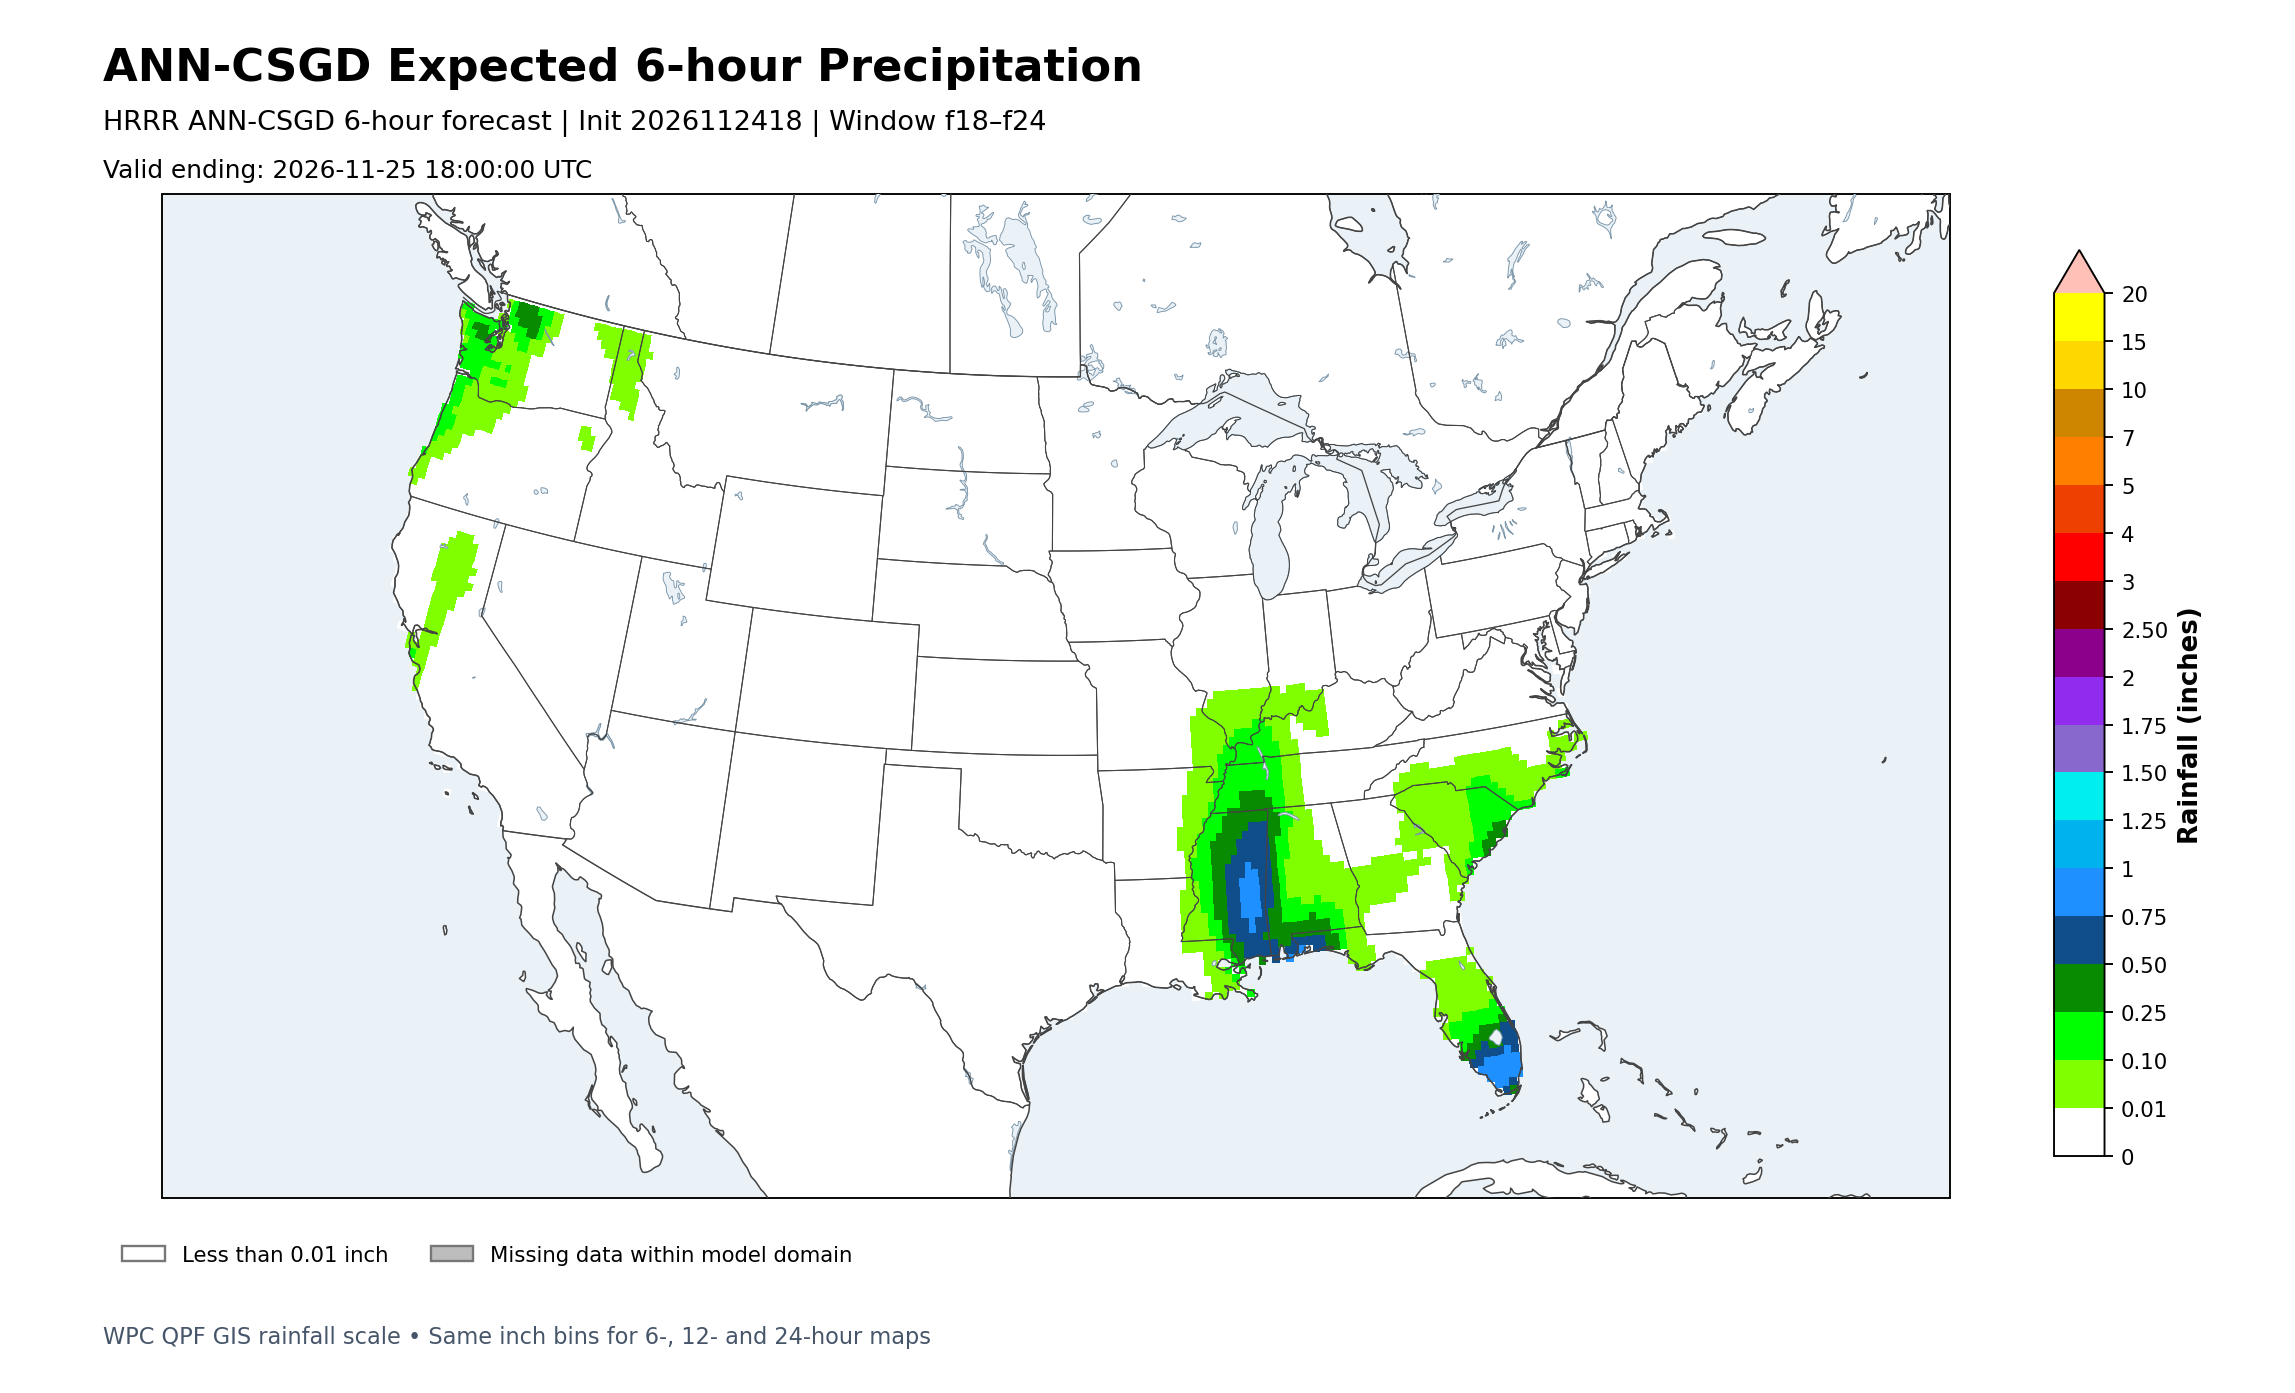 ANN-CSGD Expected 6-hour Precipitation
HRRR ANN-CSGD 6-hour forecast | Init 2026112418 | Window f18–f24
Valid ending: 2026-11-25 18:00:00 UTC
20
15
10
7
5
4
3
2.50
2
1.75
1.50
1.25
1
0.75
0.50
0.25
0.10
0.01
0
Rainfall (inches)
Less than 0.01 inch
Missing data within model domain
WPC QPF GIS rainfall scale • Same inch bins for 6-, 12- and 24-hour maps